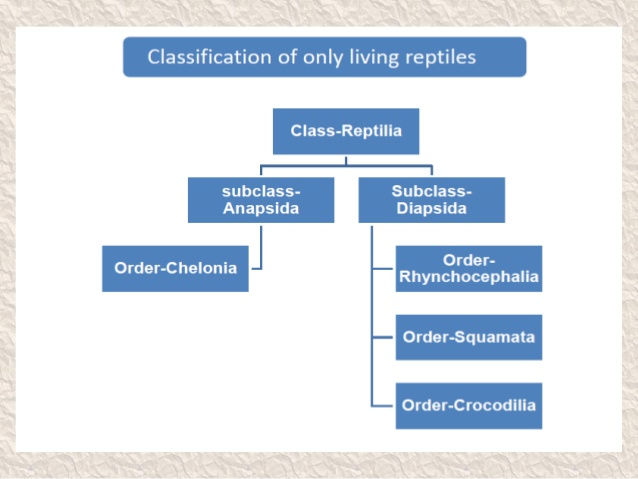 Classification of only living reptiles
Class-Reptilia
subclass-
Anapsida
Subclass-
Diapsida
Order-Chelonia
Order-
Rhynchocephalia
Order-Squamata
Order-Crocodilia